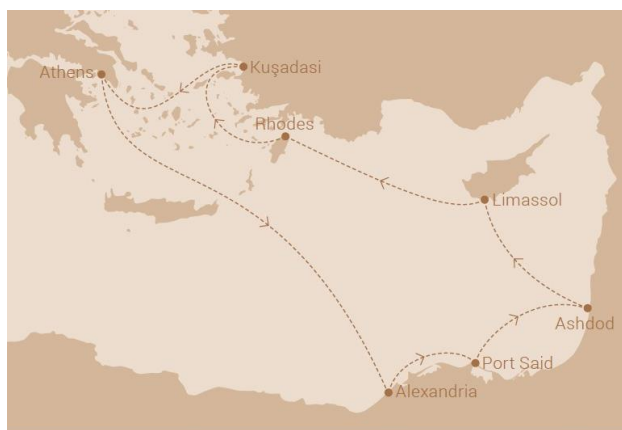 Kuşadasi
Athens
Rhodes
Limassol
Ashdod
Port Said
Alexandria